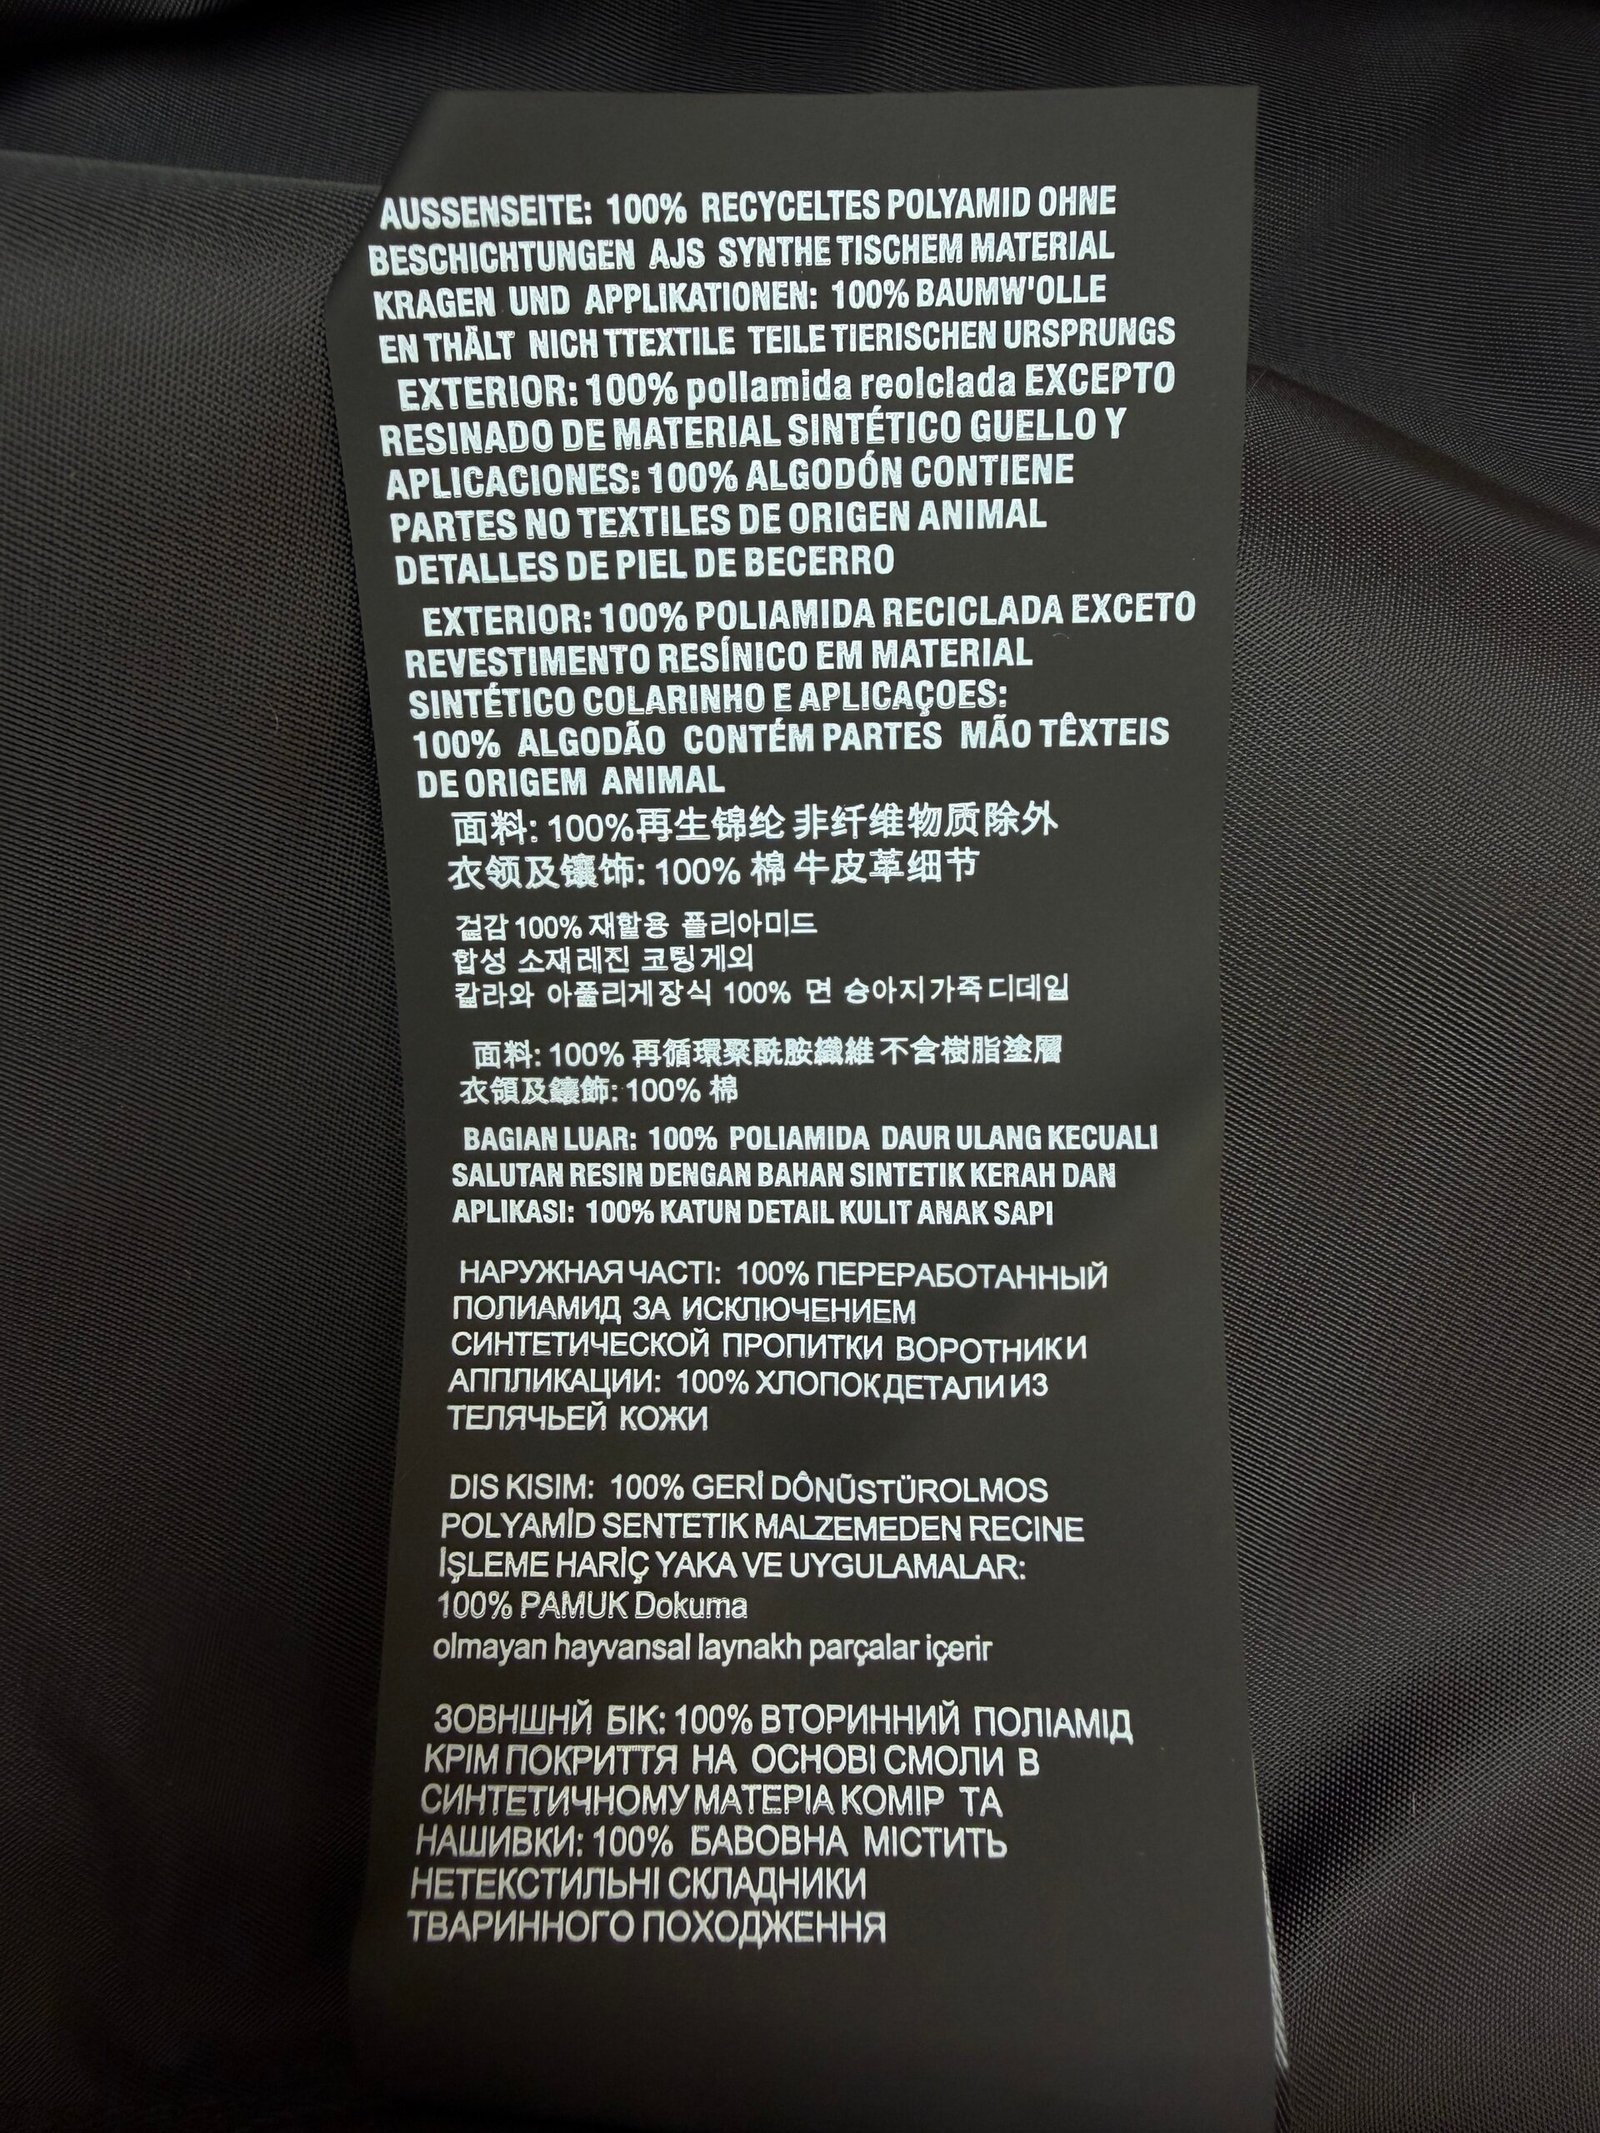 AUSSENSEITE: 100% RECYCELTES POLYAMID OHNE
BESCHICHTUNGEN AJS SYNTHE TISCHEM MATERIAL
KRAGEN UND APPLIKATIONEN: 100% BAUMW'OLLE
EN THÄLT NICH TTEXTILE TEILE TIERISCHEN URSPRUNGS
EXTERIOR: 100% pollamida reolclada EXCEPTO
RESINADO DE MATERIAL SINTÉTICO GUELLO Y
APLICACIONES: 100% ALGODÓN CONTIENE
PARTES NO TEXTILES DE ORIGEN ANIMAL
DETALLES DE PIEL DE BECERRO
EXTERIOR: 100% POLIAMIDA RECICLADA EXCETO
REVESTIMENTO RESÍNICO EM MATERIAL
SINTÉTICO COLARINHO E APLICAÇOES:
100% ALGODÃO CONTÉM PARTES MÃO TÊXTEIS
DE ORIGEM ANIMAL
面料: 100%再生锦纶 非纤维物质除外
衣领及镶饰: 100% 棉 牛皮革细节
겉감 100% 재할용 플리아미드
합성 소재 레진 코팅게외
칼라와 아플리게장식 100% 면 송아지가죽디데일
面料: 100% 再循環聚酰胺纖維 不含樹脂塗層
衣領及鑲飾: 100% 棉
BAGIAN LUAR: 100% POLIAMIDA DAUR ULANG KECUALI
SALUTAN RESIN DENGAN BAHAN SINTETIK KERAH DAN
APLIKASI: 100% KATUN DETAIL KULIT ANAK SAPI
НАРУЖНАЯ ЧАСТІ: 100% ПЕРЕРАБОТАННЫЙ
ПОЛИАМИД ЗА ИСКЛЮЧЕНИЕМ
СИНТЕТИЧЕСКОЙ ПРОПИТКИ ВОРОТНИК И
АППЛИКАЦИИ: 100% ХЛОПОК ДЕТАЛИ ИЗ
ТЕЛЯЧЬЕЙ КОЖИ
DIS KISIM: 100% GERİ DÔNŨSTÜROLMOS
POLYAMİD SENTETIK MALZEMEDEN RECINE
İŞLEME HARİÇ YAKA VE UYGULAMALAR:
100% PAMUK Dokuma
olmayan hayvansal laynakh parçalar içerir
ЗОВНШНЙ БІК: 100% ВТОРИННИЙ ПОЛІАМІД
КРІМ ПОКРИТТЯ НА ОСНОВІ СМОЛИ В
СИНТЕТИЧНОМУ МАТЕРІА КОМІР ТА
НАШИВКИ: 100% БАВОВНА МІСТИТЬ
НЕТЕКСТИЛЬНІ СКЛАДНИКИ
ТВАРИННОГО ПОХОДЖЕННЯ